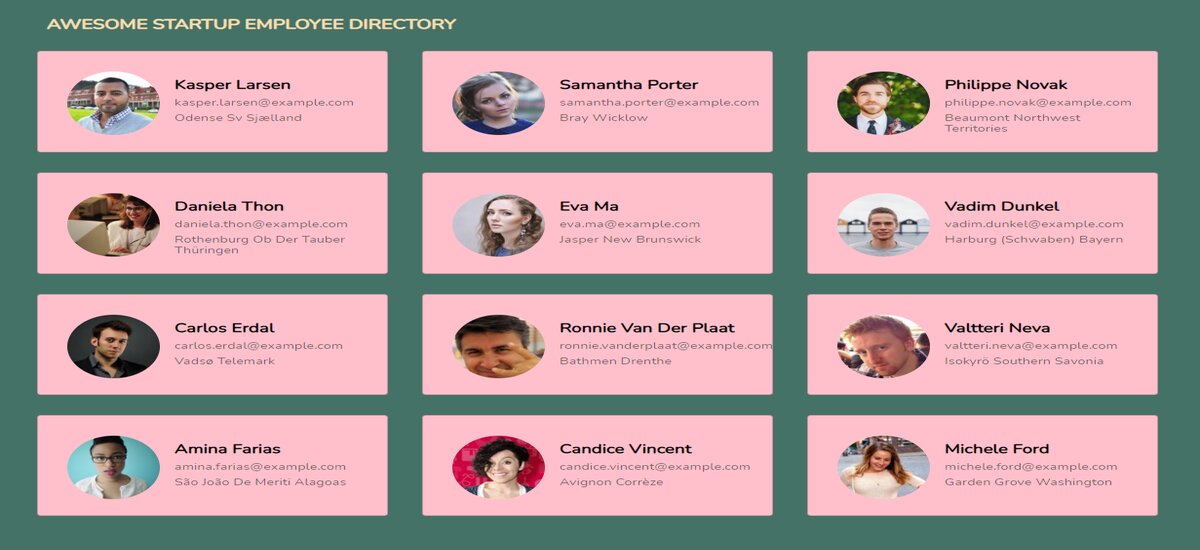 AWESOME STARTUP EMPLOYEE DIRECTORY
Kasper Larsen
kasper.larsen@example.com
Odense Sv Sjælland
Samantha Porter
samantha.porter@example.com
Bray Wicklow
Philippe Novak
philippe.novak@example.com
Beaumont Northwest
Territories
Daniela Thon
daniela.thon@example.com
Rothenburg Ob Der Tauber
Thüringen
Eva Ma
eva.ma@example.com
Jasper New Brunswick
Vadim Dunkel
vadim.dunkel@example.com
Harburg (Schwaben) Bayern
Carlos Erdal
carlos.erdal@example.com
Vadsø Telemark
Ronnie Van Der Plaat
ronnie.vanderplaat@example.com
Bathmen Drenthe
Valtteri Neva
valtteri.neva@example.com
Isokyrö Southern Savonia
Amina Farias
amina.farias@example.com
São João De Meriti Alagoas
Candice Vincent
candice.vincent@example.com
Avignon Corrèze
Michele Ford
michele.ford@example.com
Garden Grove Washington